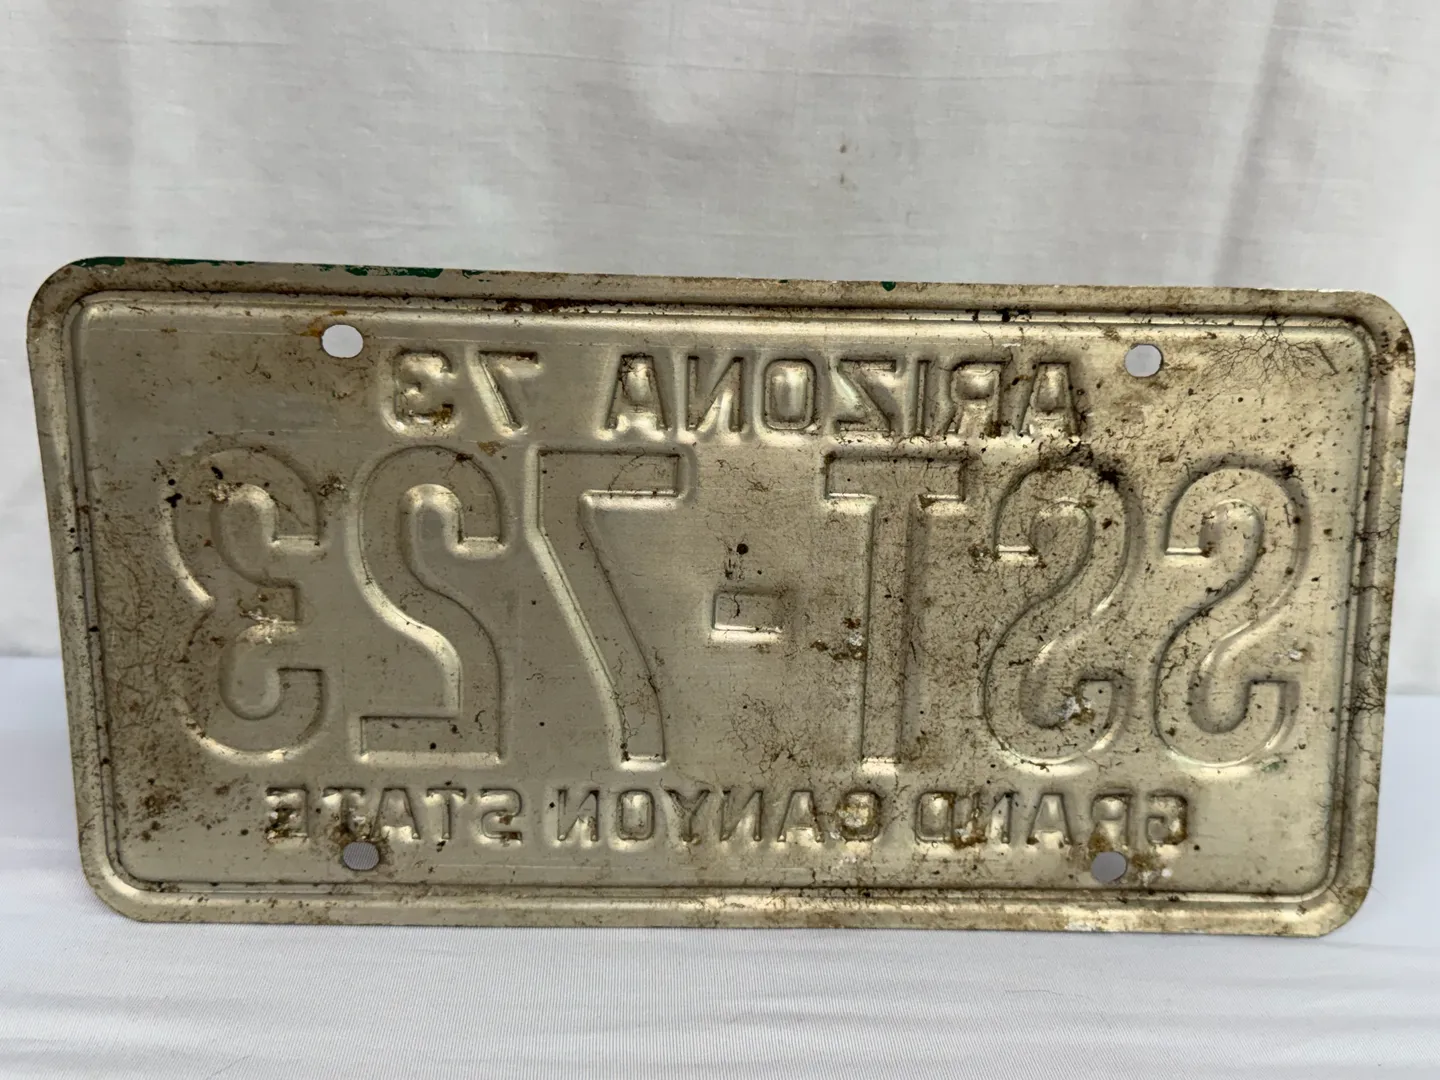 ARIZONA 73
SST-723
GRAND CANYON STATE